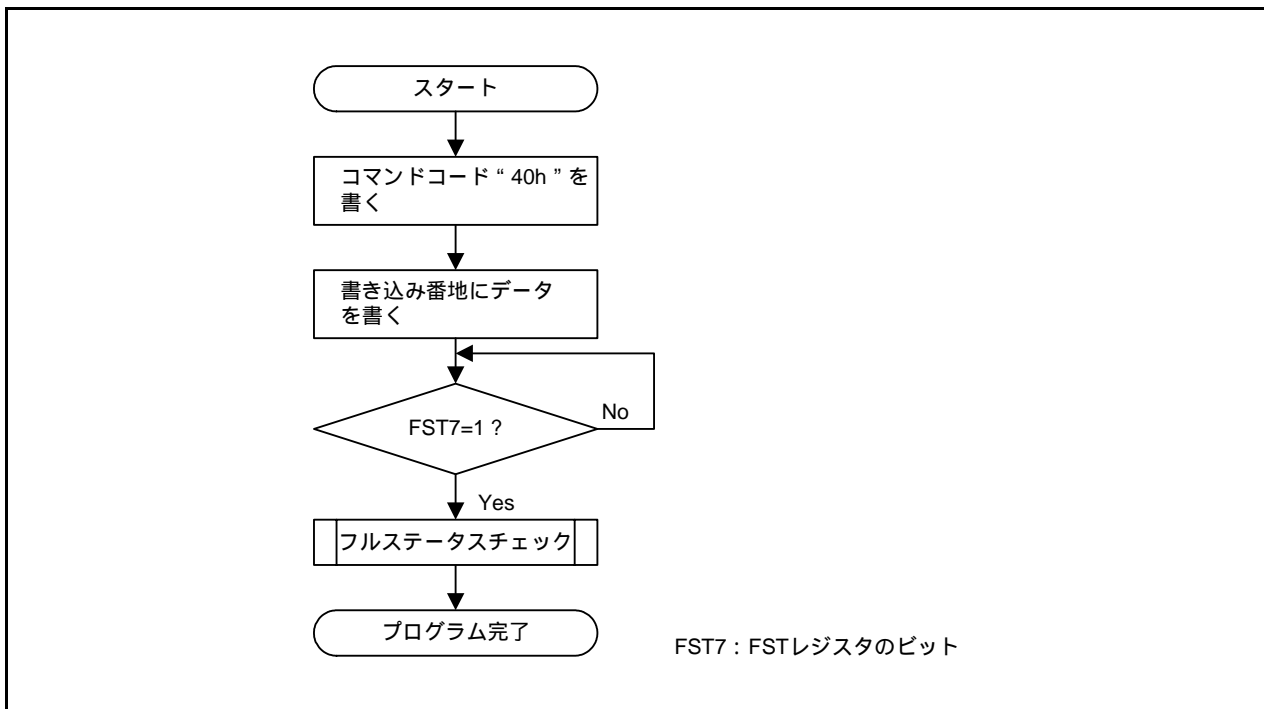 スタート
コマンドコード“40h”を
書く
書き込み番地にデータ
を書く
FST7=1 ?
No
Yes
フルステータスチェック
プログラム完了
FST7：FSTレジスタのビット